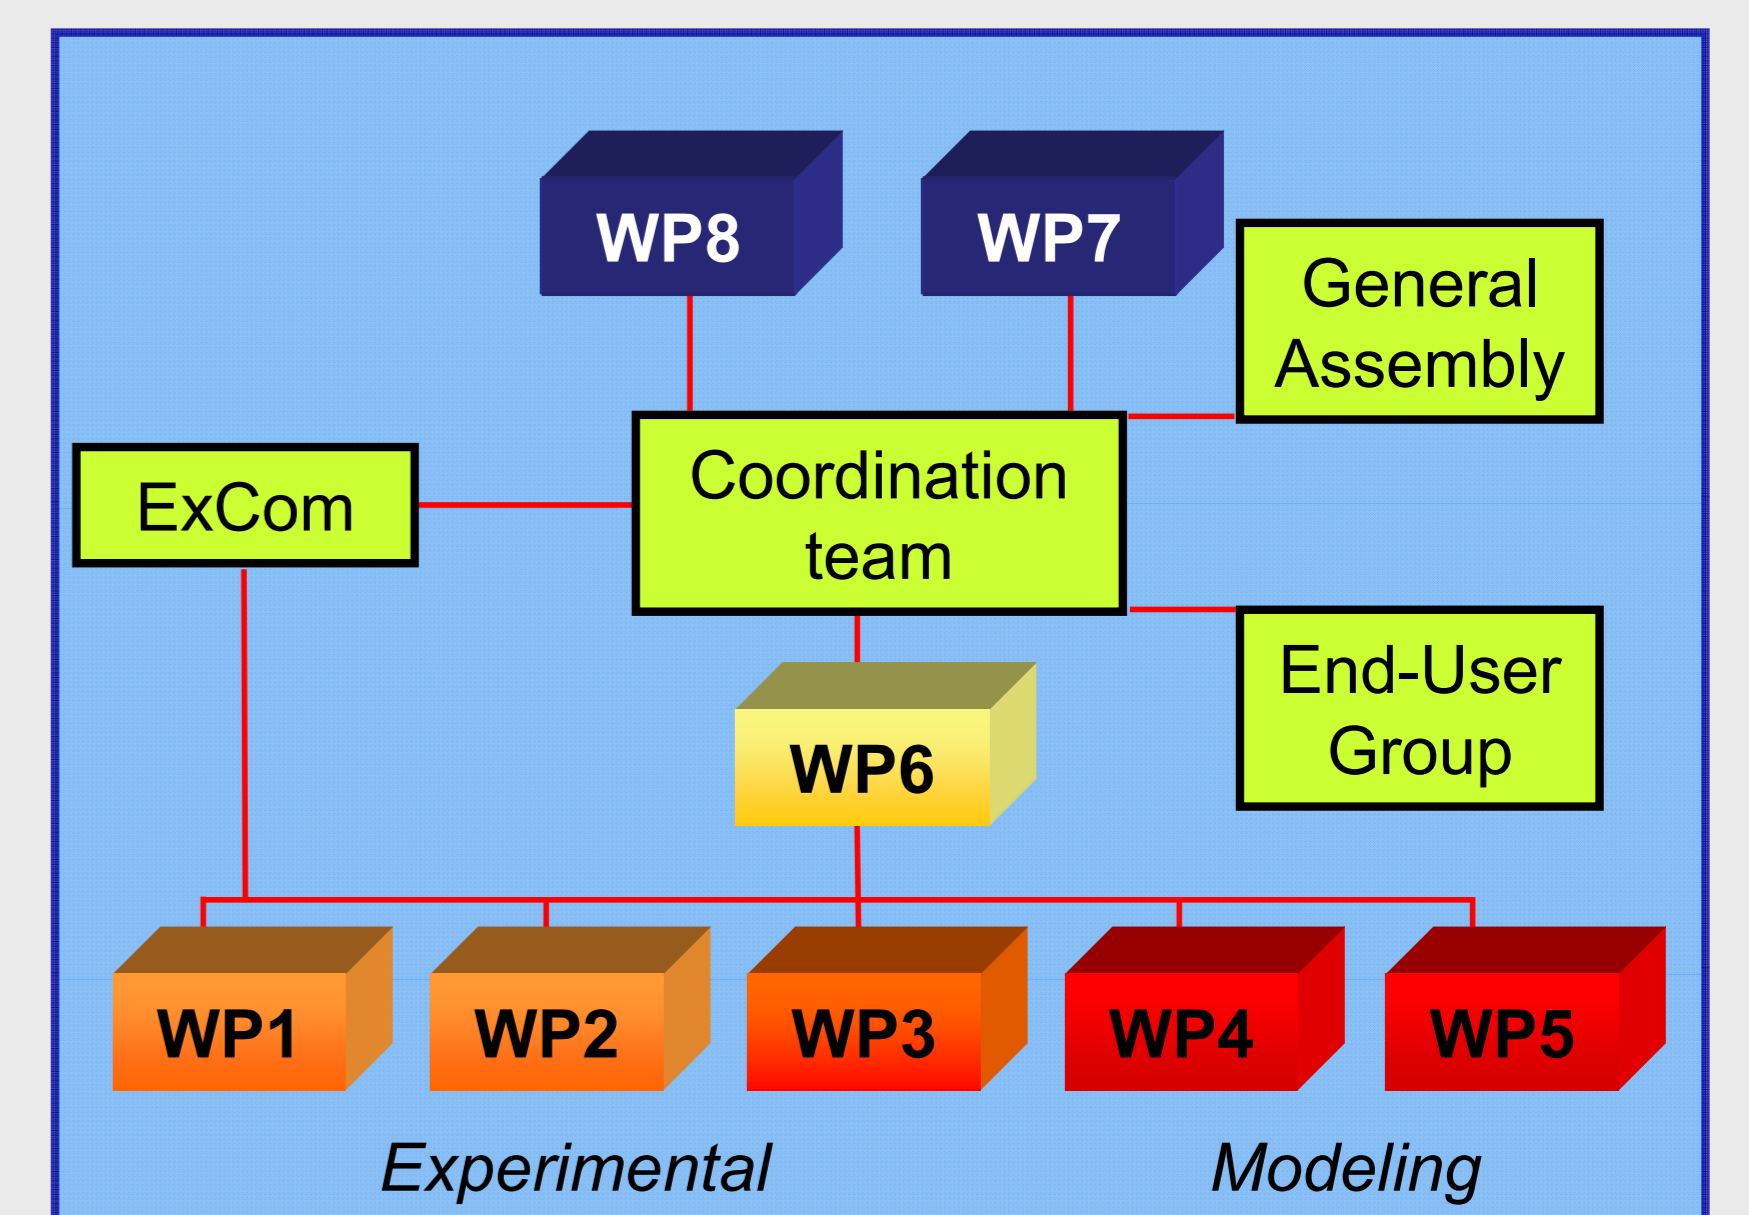 WP8
WP7
General
Assembly
ExCom
Coordination
team
End-User
Group
WP6
WP1
WP2
WP3
WP4
WP5
Experimental
Modeling